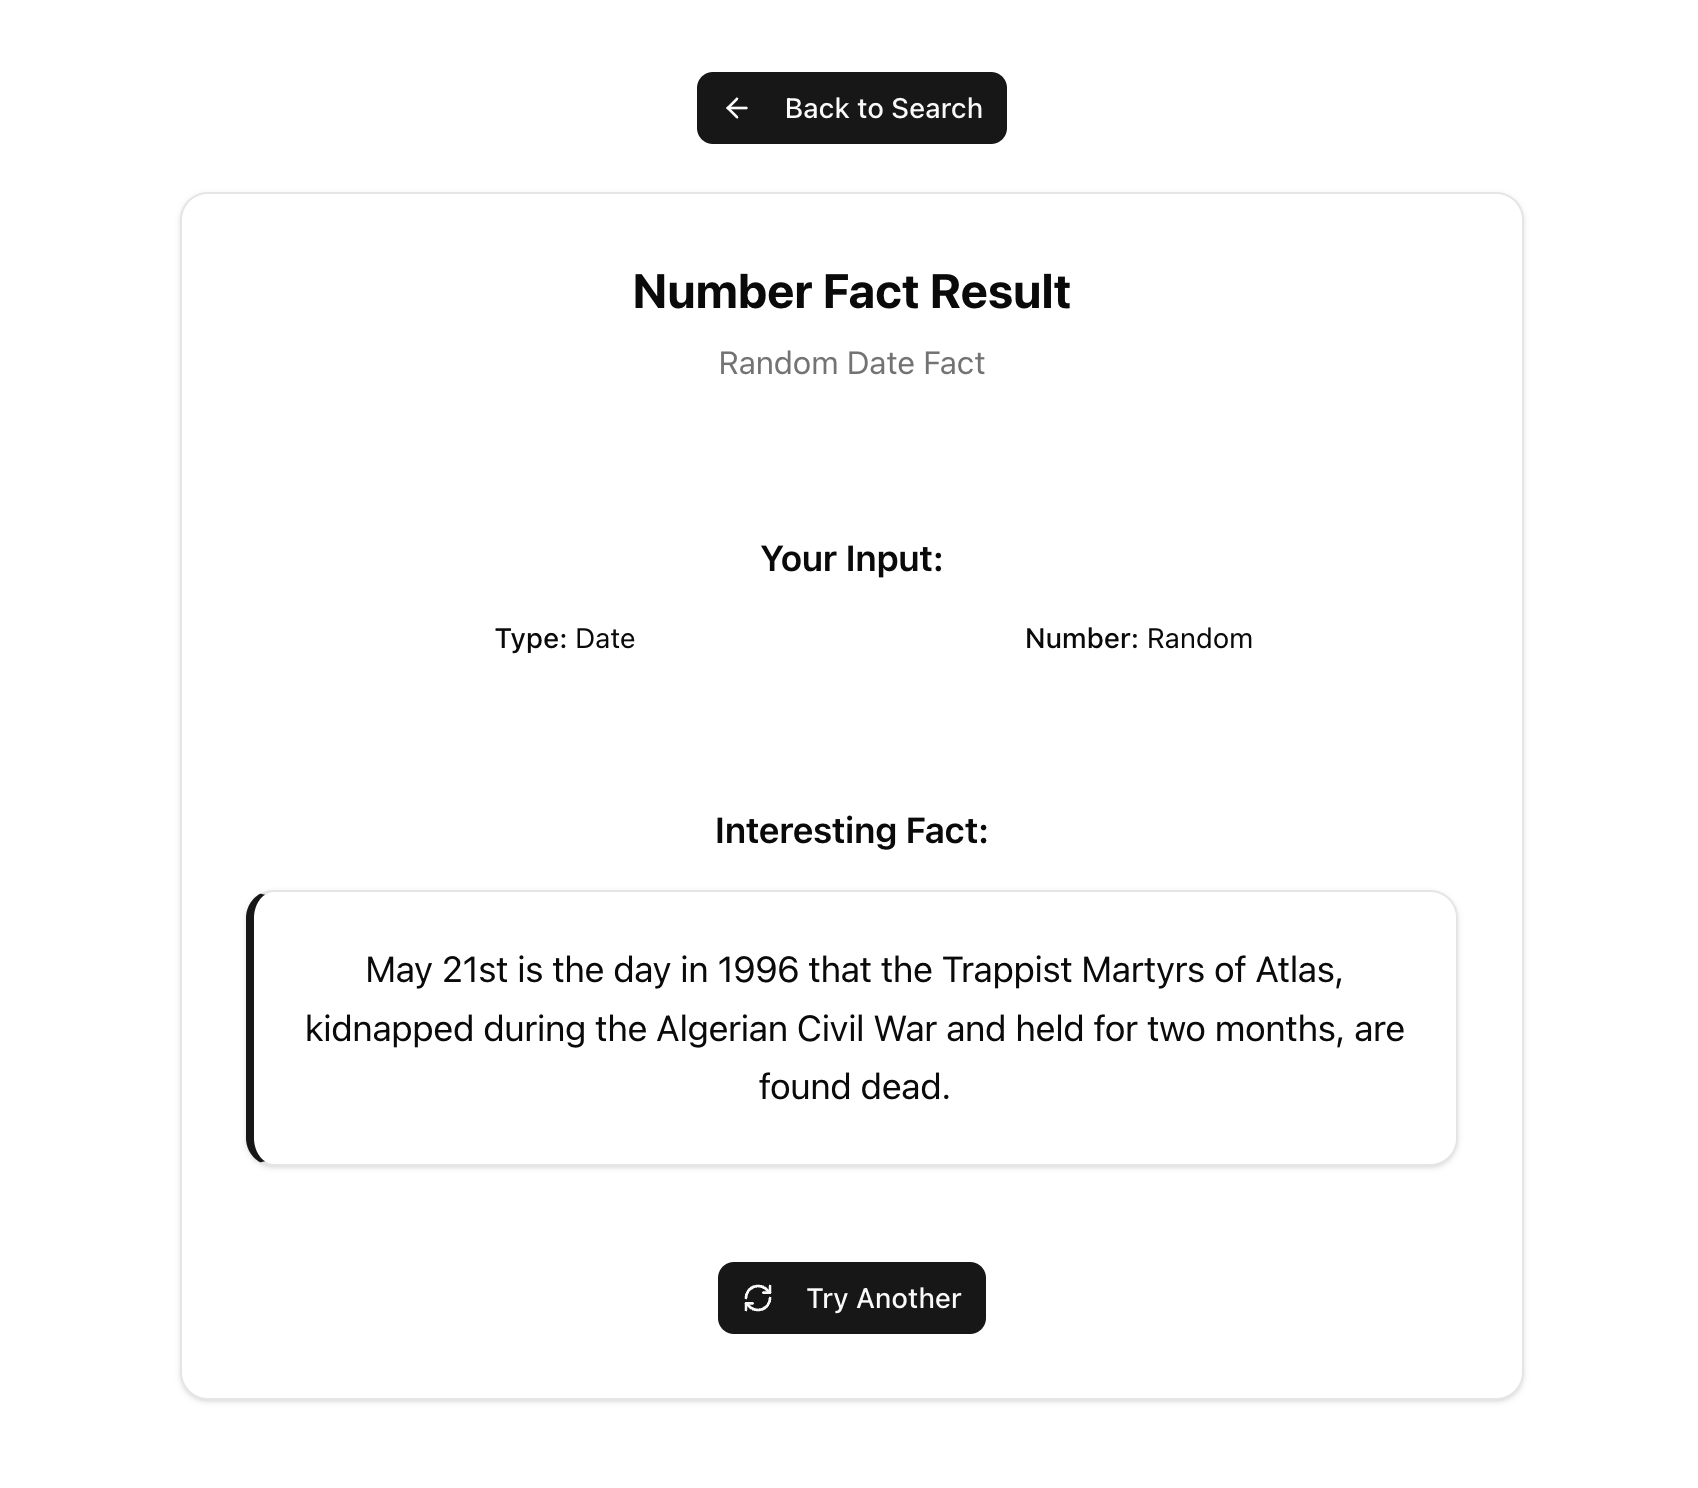 Back to Search
Number Fact Result
Random Date Fact
Your Input:
Type: Date
Number: Random
Interesting Fact:
May 21st is the day in 1996 that the Trappist Martyrs of Atlas,
kidnapped during the Algerian Civil War and held for two months, are
found dead.
Try Another